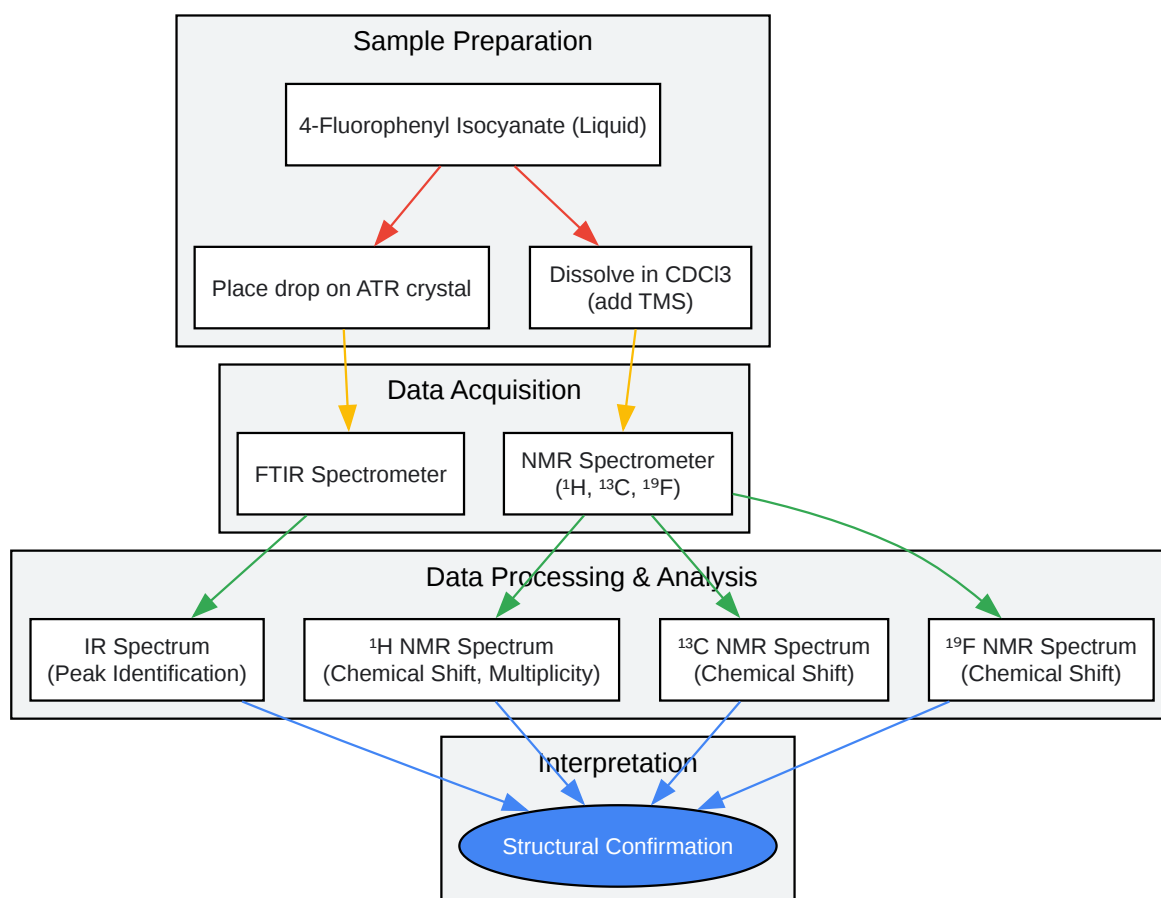 Sample Preparation
4-Fluorophenyl Isocyanate (Liquid)
Place drop on ATR crystal
Dissolve in CDCl3
(add TMS)
Data Acquisition
FTIR Spectrometer
NMR Spectrometer
(¹H, ¹³C, ¹⁹F)
Data Processing & Analysis
IR Spectrum
(Peak Identification)
¹H NMR Spectrum
(Chemical Shift, Multiplicity)
¹³C NMR Spectrum
(Chemical Shift)
¹⁹F NMR Spectrum
(Chemical Shift)
Interpretation
Structural Confirmation